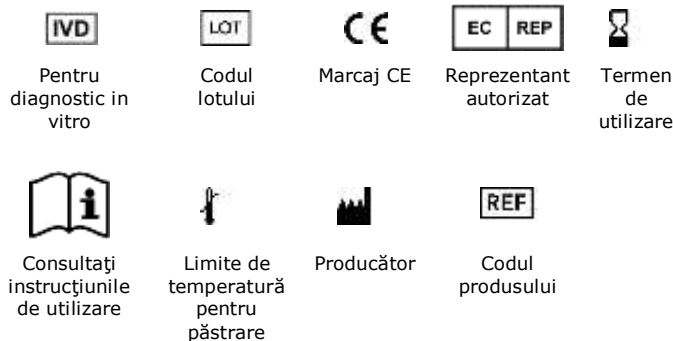 IVD LOT CE EC REP
Pentru Codul Marcaj CE Reprezentant Termen
diagnostic in lotului autorizat de
vitro utilizare
i REF
Consultaţi Limite de Producător Codul
instrucţiunile temperatură produsului
de utilizare pentru
păstrare